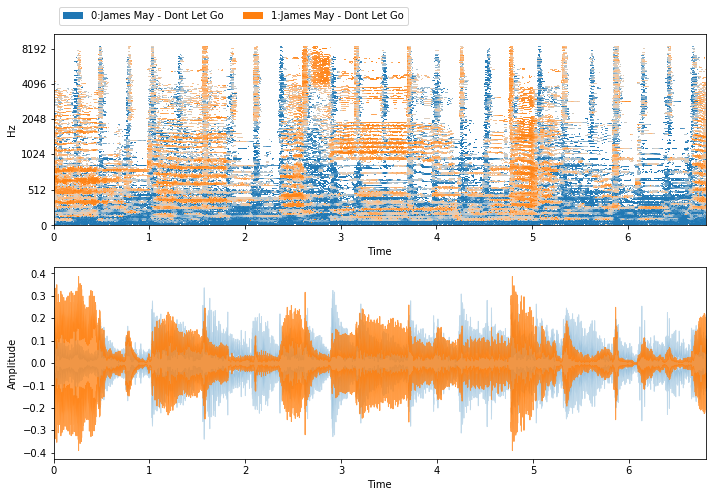 0:James May - Dont Let Go 1:James May - Dont Let Go
8192
4096
2048
1024
512
0
Hz
0 1 2 3 4 5 6
Time
0.4
0.3
0.2
0.1
0.0
−0.1
−0.2
−0.3
−0.4
Amplitude
0 1 2 3 4 5 6
Time